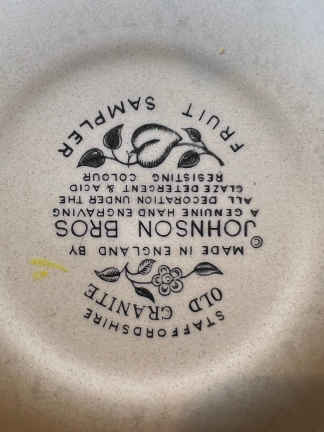 STAFFORDSHIRE
OLD GRANITE
MADE IN ENGLAND BY
©
JOHNSON BROS
A GENUINE HAND ENGRAVING
ALL DECORATION UNDER THE
GLAZE DETERGENT & ACID
RESISTING COLOUR
FRUIT SAMPLER